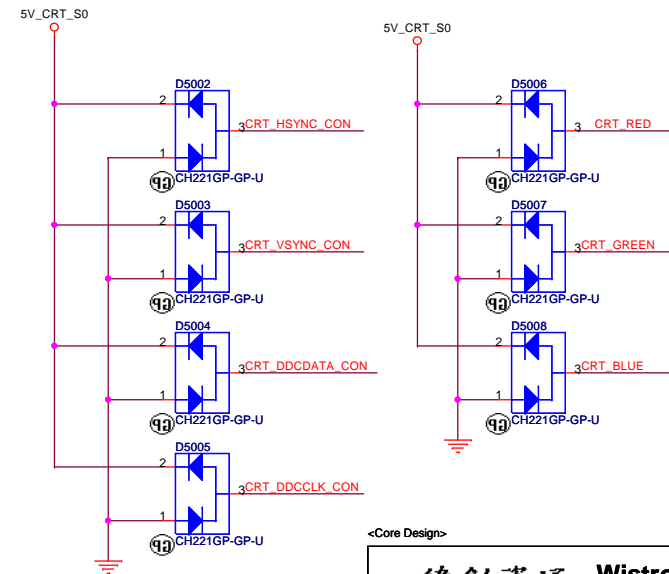 5V_CRT_S0
D5002
2
3 CRT_HSYNC_CON
1
CH221GP-GP-U
D5003
2
3 CRT_VSYNC_CON
1
CH221GP-GP-U
D5004
2
3 CRT_DDCDATA_CON
1
CH221GP-GP-U
D5005
2
3 CRT_DDCCLK_CON
1
CH221GP-GP-U
5V_CRT_S0
D5006
2
3 CRT_RED
1
CH221GP-GP-U
D5007
2
3 CRT_GREEN
1
CH221GP-GP-U
D5008
2
3 CRT_BLUE
1
CH221GP-GP-U
<Core Design>